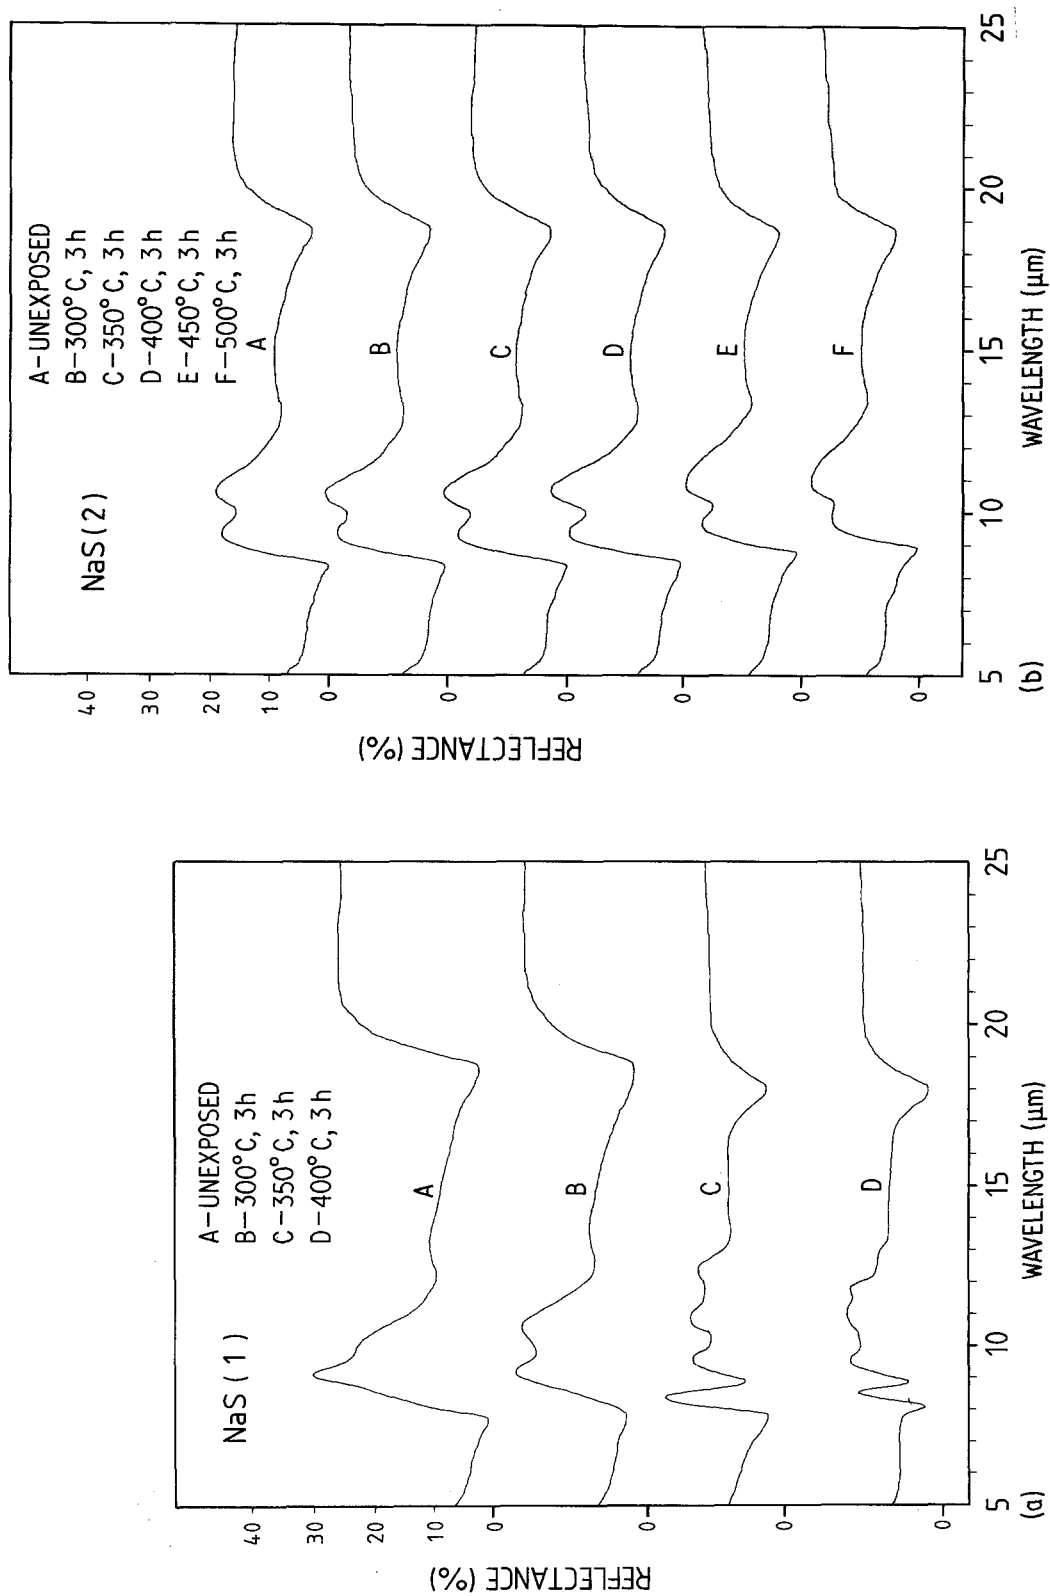 NaS(1)
A–UNEXPOSED
B–300°C, 3h
C–350°C, 3h
D–400°C, 3h
A
B
C
D
REFLECTANCE (%)
30
20
10
0
0
0
0
5
10
15
20
25
(a)
WAVELENGTH (μm)
NaS(2)
A–UNEXPOSED
B–300°C, 3h
C–350°C, 3h
D–400°C, 3h
E–450°C, 3h
F–500°C, 3h
A
B
C
D
E
F
REFLECTANCE (%)
40
30
20
10
0
0
0
0
0
0
5
10
15
20
25
(b)
WAVELENGTH (μm)